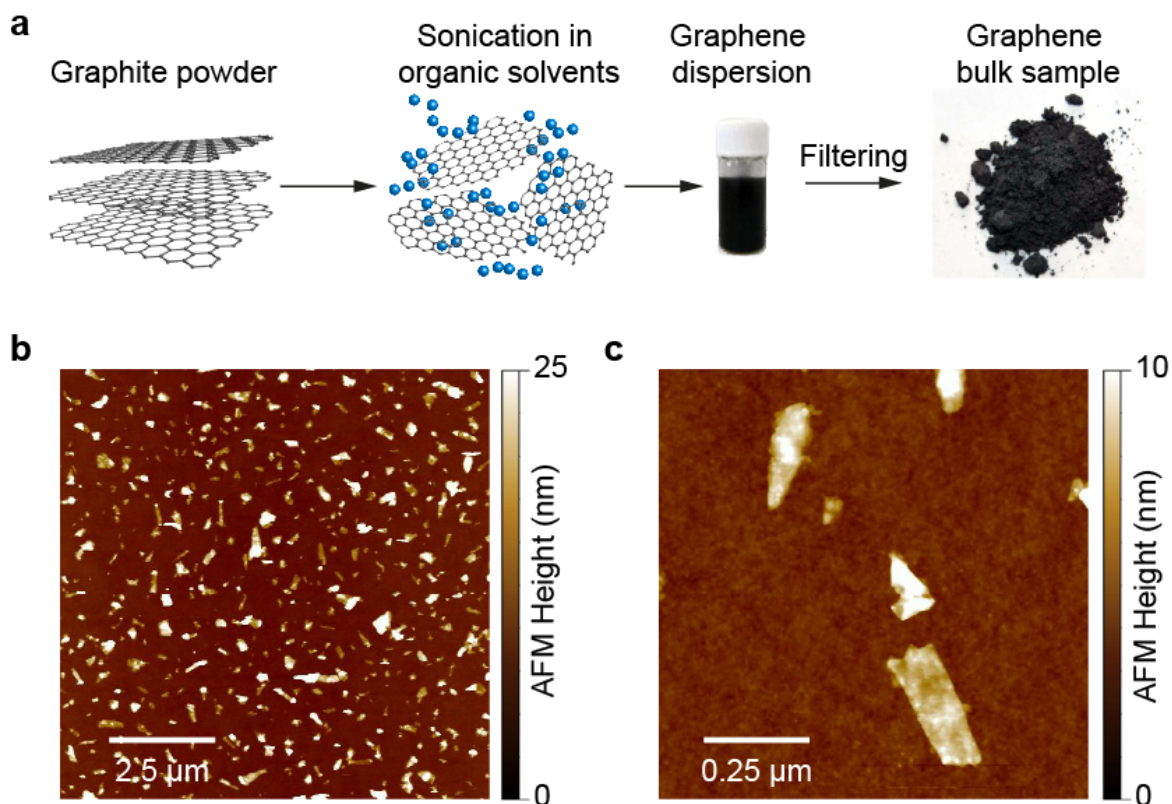 a
Graphite powder
Sonication in
organic solvents
Graphene
dispersion
Filtering
Graphene
bulk sample
b
25
AFM Height (nm)
0
2.5 μm
c
10
AFM Height (nm)
0
0.25 μm